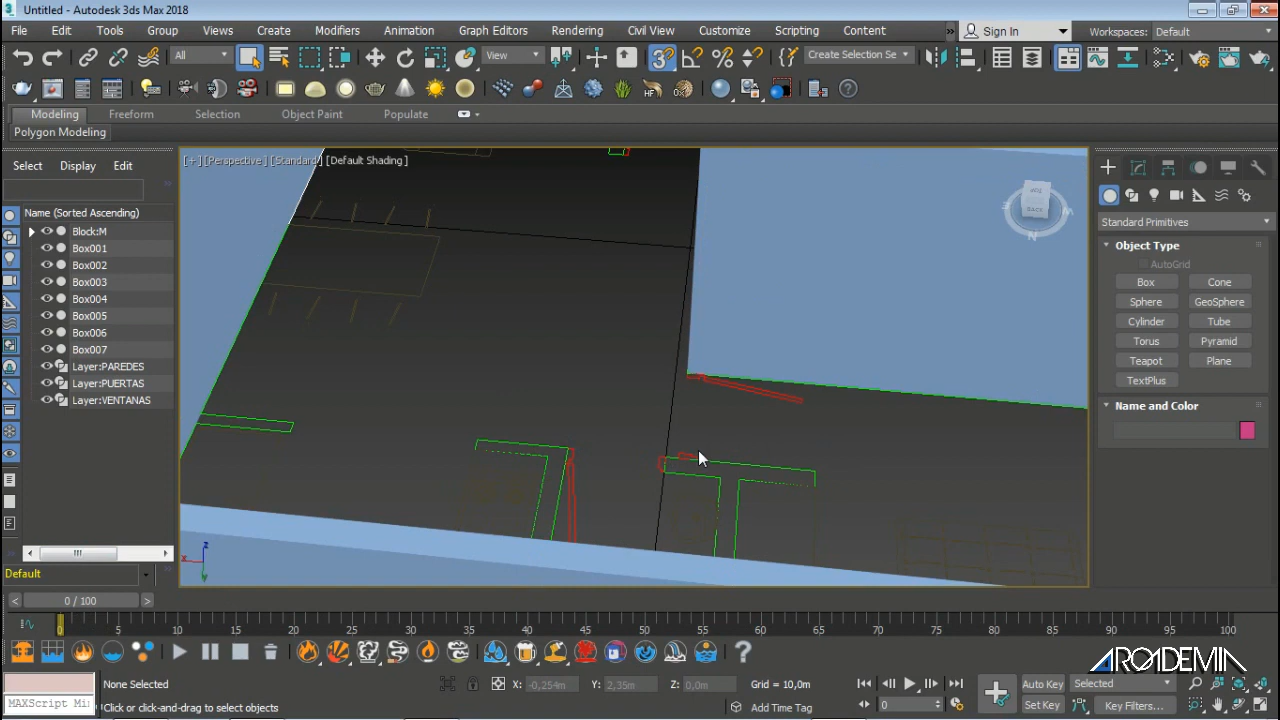 Untitled - Autodesk 3ds Max 2018
File Edit Tools Group Views Create Modifiers Animation Graph Editors Rendering Civil View Customize Scripting Content » Sign In Workspaces: Default
All View Create Selection Se
Modeling Freeform Selection Object Paint Populate
Polygon Modeling
Select Display Edit
[+] [Perspective] [Standard] [Default Shading]
Name (Sorted Ascending)
Block:M
Box001
Box002
Box003
Box004
Box005
Box006
Box007
Layer:PAREDES
Layer:PUERTAS
Layer:VENTANAS
Standard Primitives
Object Type
AutoGrid
Box Cone
Sphere GeoSphere
Cylinder Tube
Torus Pyramid
Teapot Plane
TextPlus
Name and Color
Default
0 / 100
0 5 10 15 20 25 30 35 40 45 50 55 60 65 70 75 80 85 90 95 100
None Selected X: -0,254m Y: 2,35m Z: 0,0m Grid = 10,0m Auto Key Selected
MAXScript Mi Click or click-and-drag to select objects Add Time Tag 0 Set Key Key Filters...